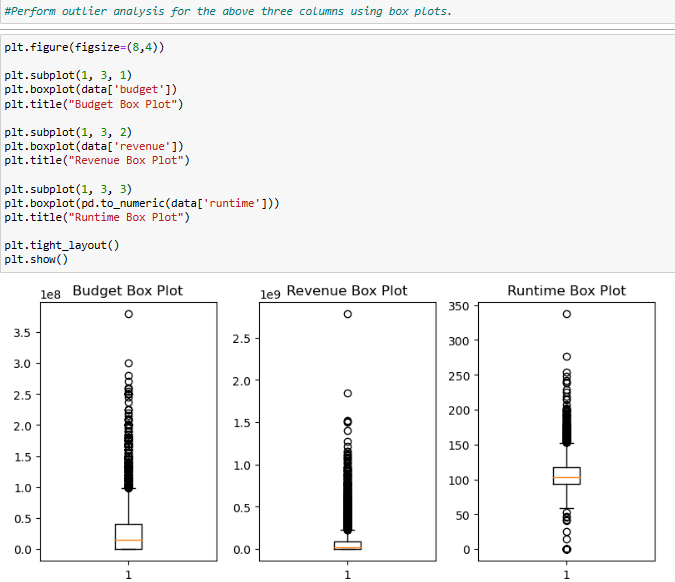 #Perform outlier analysis for the above three columns using box plots.
plt.figure(figsize=(8,4))
plt.subplot(1, 3, 1)
plt.boxplot(data['budget'])
plt.title("Budget Box Plot")
plt.subplot(1, 3, 2)
plt.boxplot(data['revenue'])
plt.title("Revenue Box Plot")
plt.subplot(1, 3, 3)
plt.boxplot(pd.to_numeric(data['runtime']))
plt.title("Runtime Box Plot")
plt.tight_layout()
plt.show()
1e8 Budget Box Plot
3.5
3.0
2.5
2.0
1.5
1.0
0.5
0.0
1
1e9 Revenue Box Plot
2.5
2.0
1.5
1.0
0.5
0.0
1
Runtime Box Plot
350
300
250
200
150
100
50
0
1